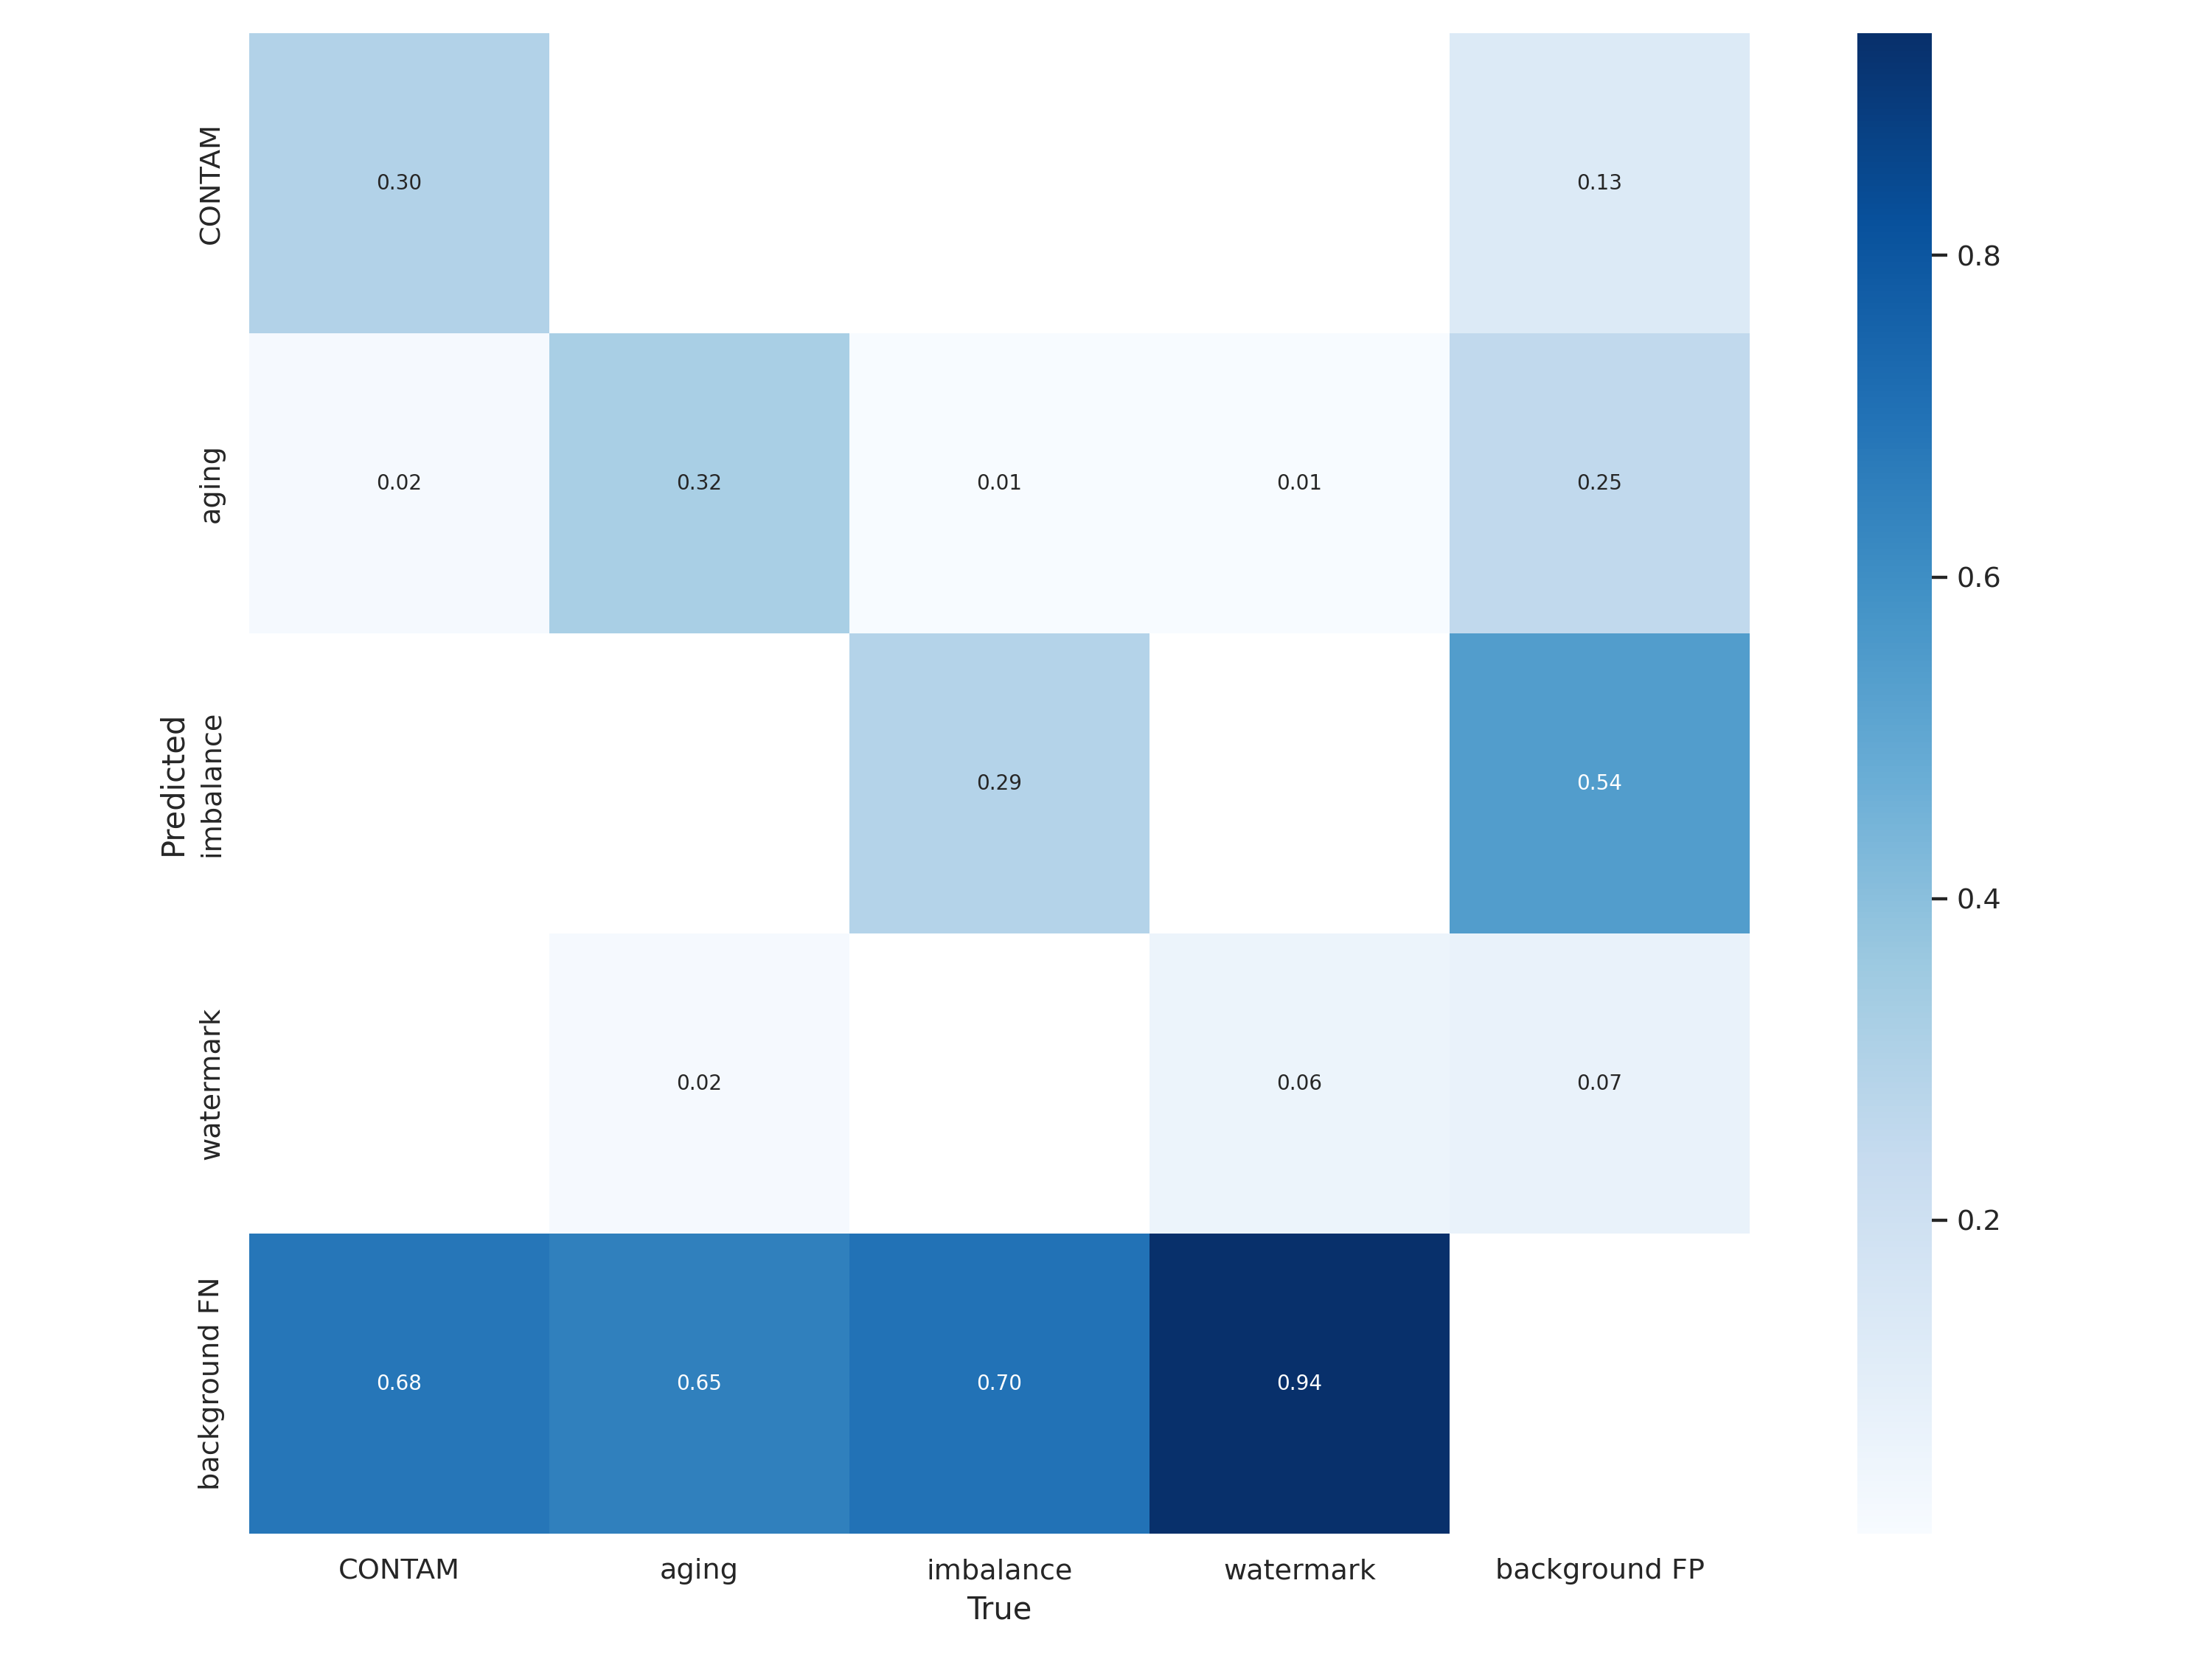 CONTAM
0.30
0.13
aging
0.02
0.32
0.01
0.01
0.25
Predicted
imbalance
0.29
0.54
watermark
0.02
0.06
0.07
background FN
0.68
0.65
0.70
0.94
CONTAM
aging
imbalance
watermark
background FP
True
0.8
0.6
0.4
0.2